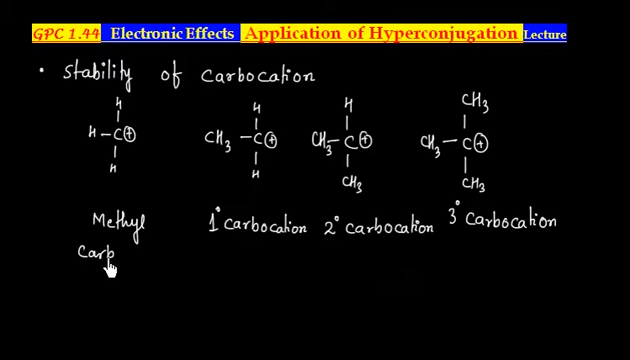 GPC 1.44 Electronic Effects Application of Hyperconjugation Lecture
• Stability of Carbocation
H H H CH3
H-C⊕ CH3-C⊕ CH3-C⊕ CH3-C⊕
H H CH3 CH3
Methyl 1° Carbocation 2° Carbocation 3° Carbocation
Carb